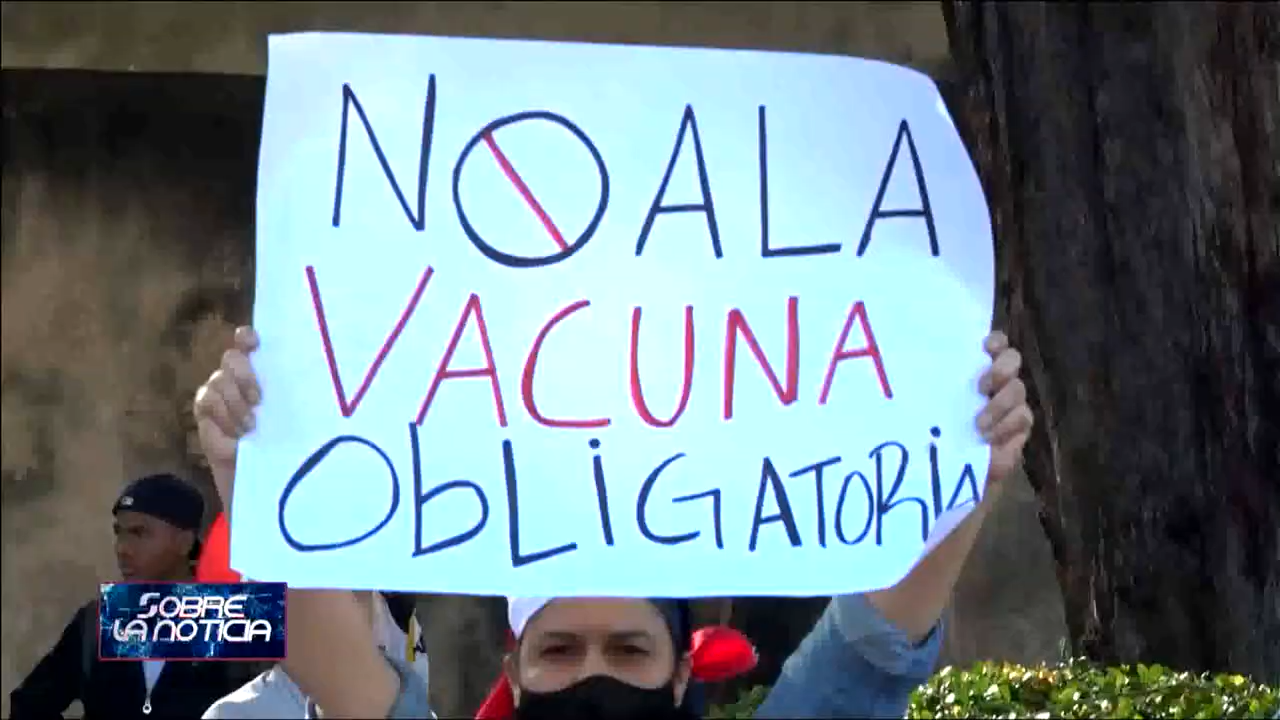 NO A LA
VACUNA
ObLiGATORiA
SOBRE
LA NOTICIA